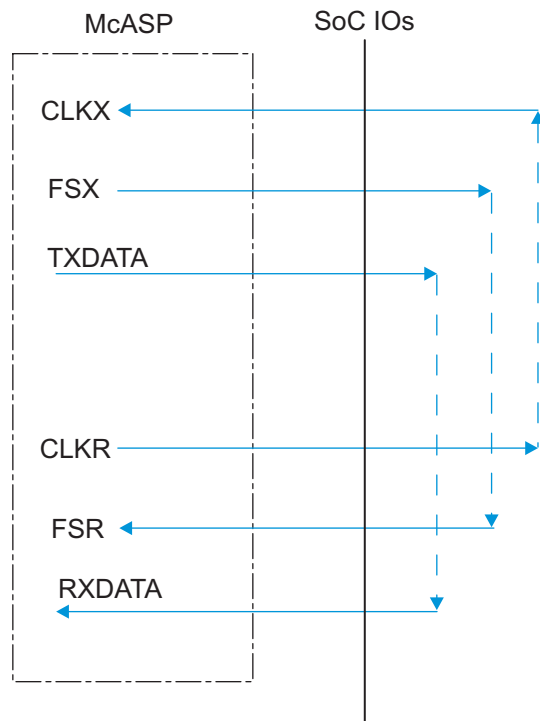 McASP
SoC IOs
CLKX
FSX
TXDATA
CLKR
FSR
RXDATA